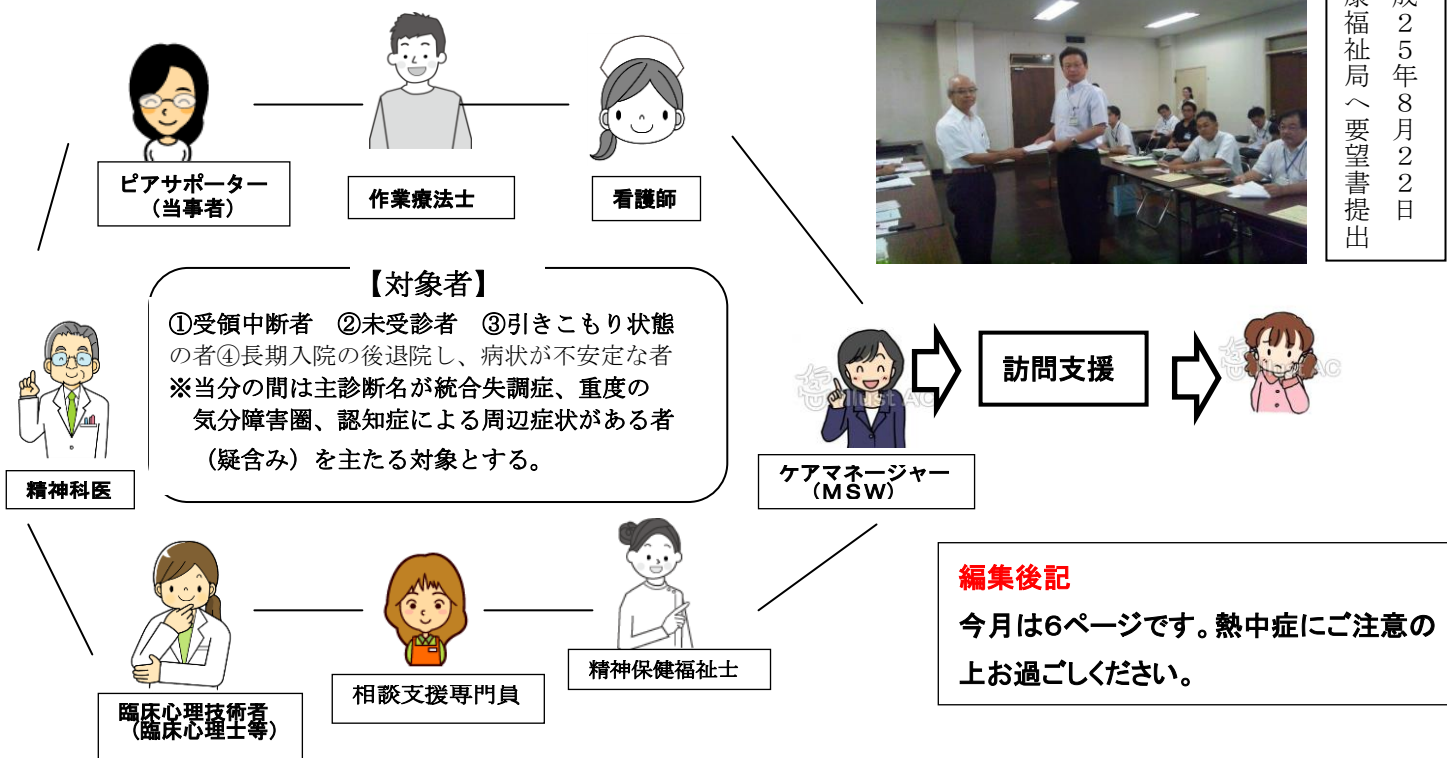 成25年8月22日
康福祉局へ要望書提出
ピアサポーター
（当事者）
作業療法士
看護師
【対象者】
①受領中断者　②未受診者　③引きこもり状態
の者④長期入院の後退院し、病状が不安定な者
※当分の間は主診断名が統合失調症、重度の
気分障害圏、認知症による周辺症状がある者
（疑含み）を主たる対象とする。
精神科医
ケアマネージャー
（ＭＳＷ）
訪問支援
臨床心理技術者
（臨床心理士等）
相談支援専門員
精神保健福祉士
編集後記
今月は6ページです。熱中症にご注意の
上お過ごしください。